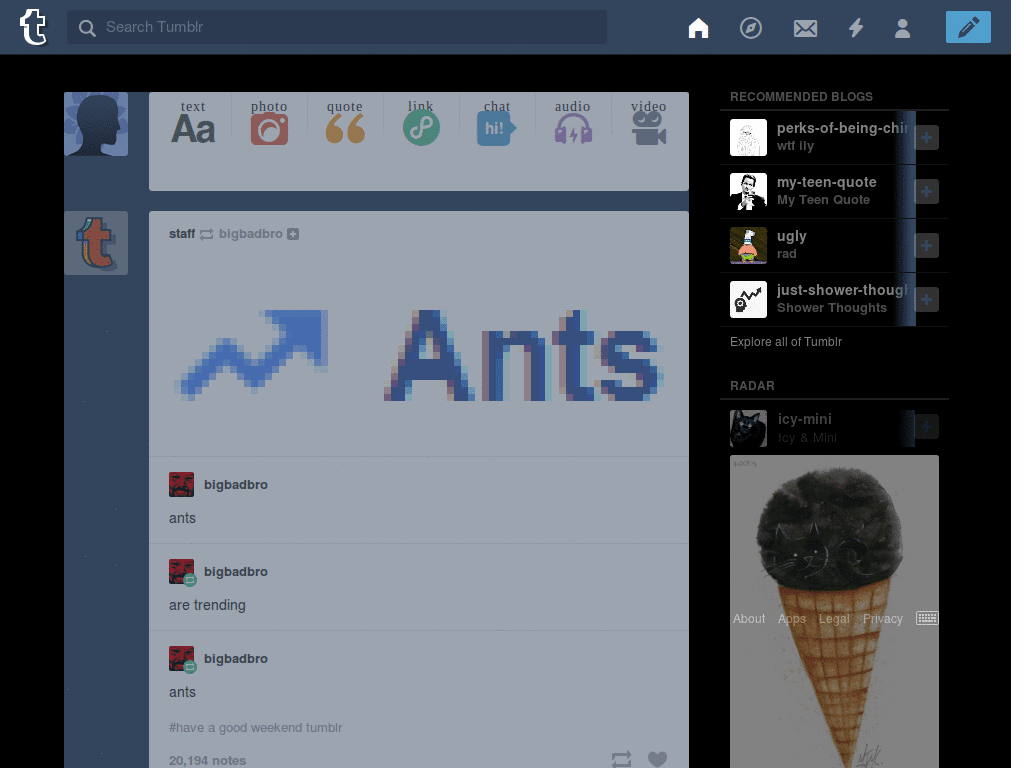 Search Tumblr
text photo quote link chat audio video
Aa hi!
staff bigbadbro
Ants
bigbadbro
ants
bigbadbro
are trending
bigbadbro
ants
#have a good weekend tumblr
20,194 notes
RECOMMENDED BLOGS
perks-of-being-chi
wtf ily
my-teen-quote
My Teen Quote
ugly
rad
just-shower-though
Shower Thoughts
Explore all of Tumblr
RADAR
icy-mini
Icy & Mini
About Apps Legal Privacy